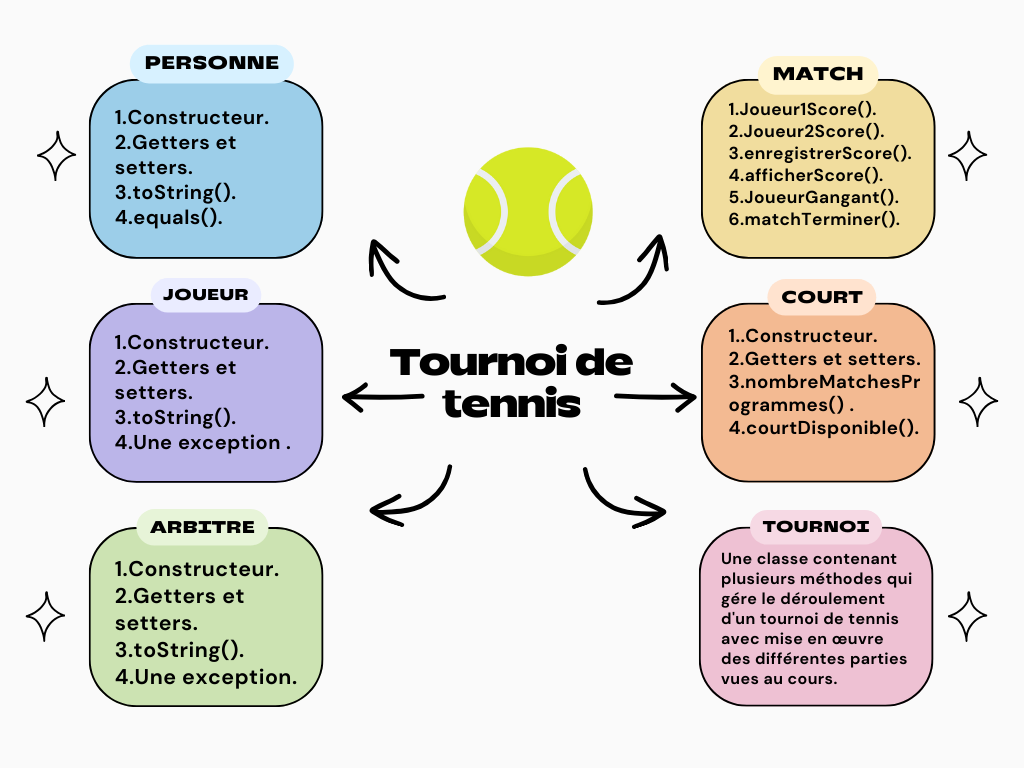 PERSONNE
1.Constructeur.
2.Getters et
setters.
3.toString().
4.equals().
JOUEUR
1.Constructeur.
2.Getters et
setters.
3.toString().
4.Une exception .
ARBITRE
1.Constructeur.
2.Getters et
setters.
3.toString().
4.Une exception.
Tournoi de
tennis
MATCH
1.Joueur1Score().
2.Joueur2Score().
3.enregistrerScore().
4.afficherScore().
5.JoueurGangant().
6.matchTerminer().
COURT
1..Constructeur.
2.Getters et setters.
3.nombreMatchesPr
ogrammes() .
4.courtDisponible().
TOURNOI
Une classe contenant
plusieurs méthodes qui
gére le déroulement
d'un tournoi de tennis
avec mise en œuvre
des différentes parties
vues au cours.